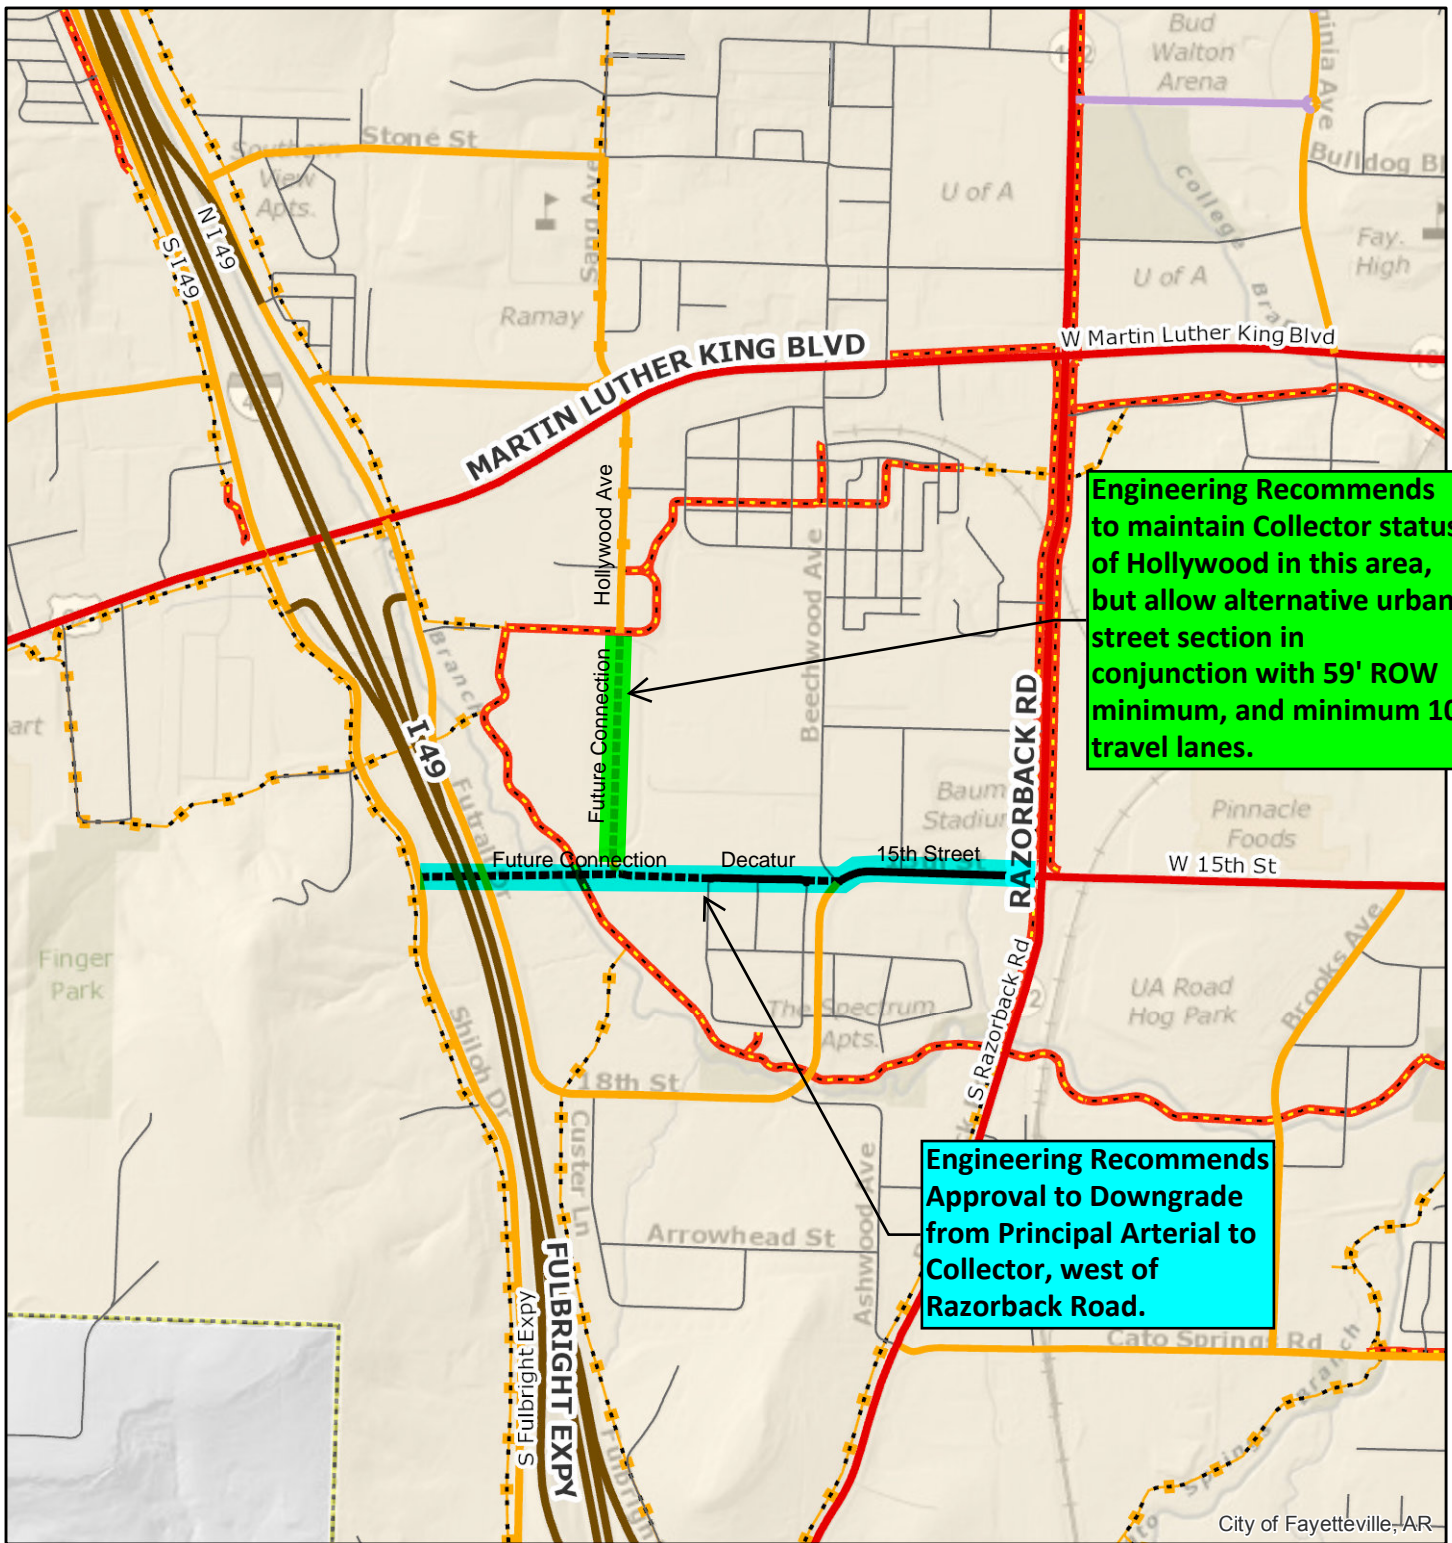 Bud
Walton
Arena
Stone St
Southern
View
Apts.
Sang Ave
U of A
College
Bulldog
Fay.
High
U of A
N I 49
S I 49
Ramay
MARTIN LUTHER KING BLVD
W Martin Luther King Blvd
Hollywood Ave
Beechwood Ave
Engineering Recommends
to maintain Collector status
of Hollywood in this area,
but allow alternative urban
street section in
conjunction with 59' ROW
minimum, and minimum 10
travel lanes.
Branch
Future Connection
I 49
RAZORBACK RD
Baum
Stadium
Pinnacle
Foods
Futrall Dr
Future Connection
Decatur
15th Street
W 15th St
Finger
Park
Shiloh Dr
The Spectrum
Apts.
S Razorback Rd
UA Road
Hog Park
Brooks Ave
18th St
Custer Ln
Ashwood Ave
Arrowhead St
Engineering Recommends
Approval to Downgrade
from Principal Arterial to
Collector, west of
Razorback Road.
Cato Springs Rd
FULBRIGHT EXPY
S Fulbright Expy
Springs Branch
City of Fayetteville, AR